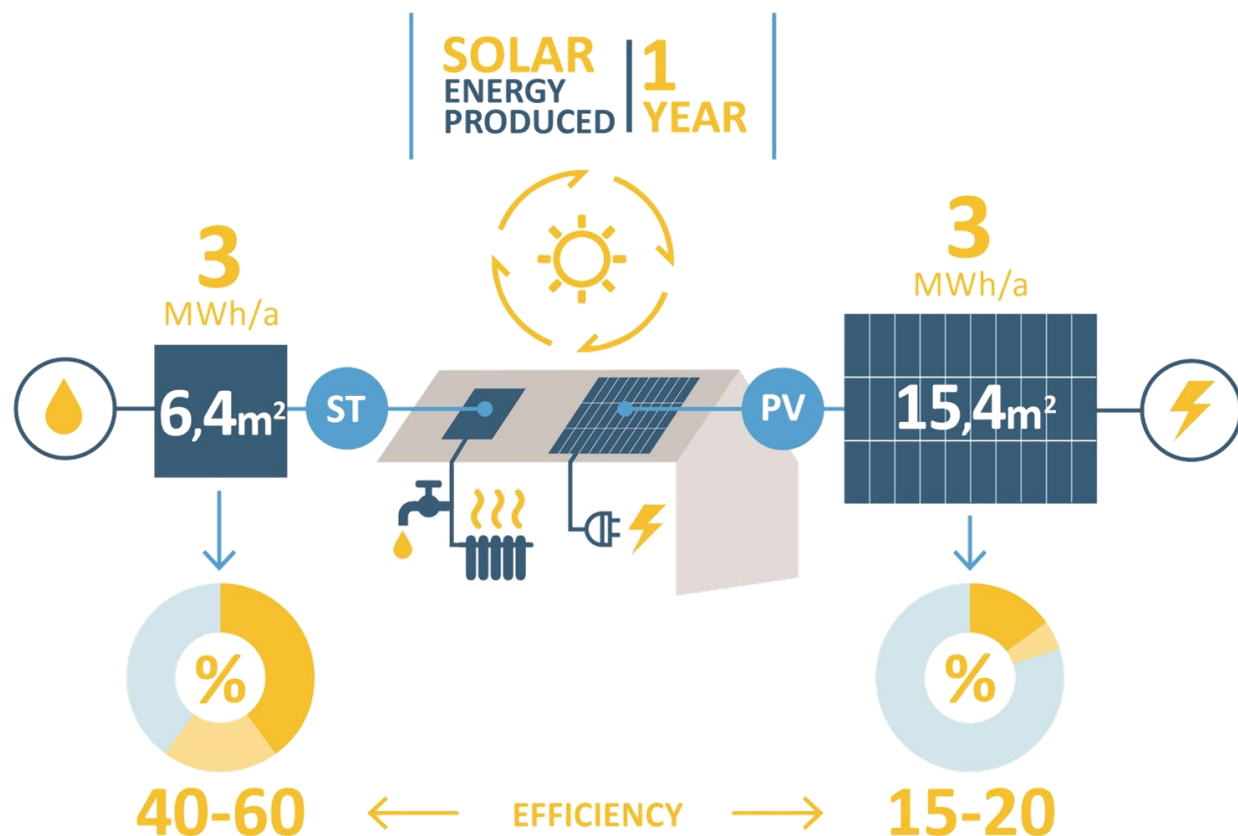 SOLAR
ENERGY
PRODUCED
1
YEAR
3
MWh/a
3
MWh/a
6,4m²
ST
PV
15,4m²
%
%
40-60
EFFICIENCY
15-20